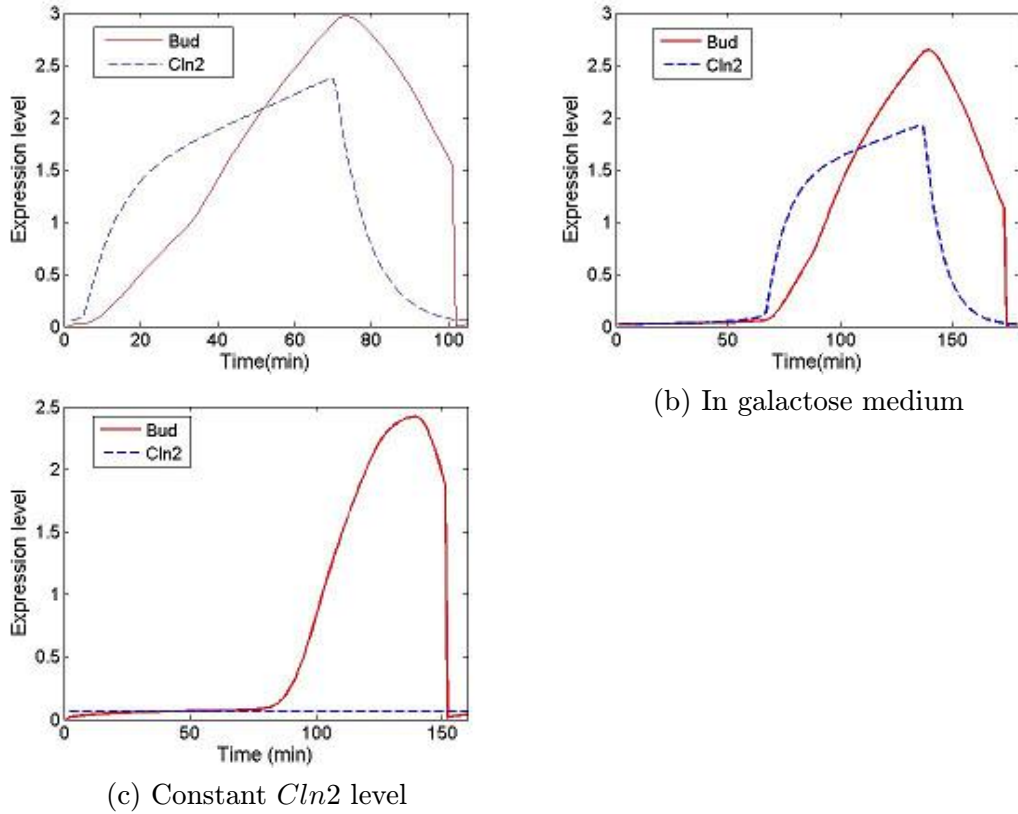 3
2.5
2
1.5
1
0.5
0
Expression level
Bud
Cln2
0 20 40 60 80 100
Time(min)
3
2.5
2
1.5
1
0.5
0
Expression level
Bud
Cln2
0 50 100 150
Time(min)
(b) In galactose medium
2.5
2
1.5
1
0.5
0
Expression level
Bud
Cln2
0 50 100 150
Time (min)
(c) Constant Cln2 level